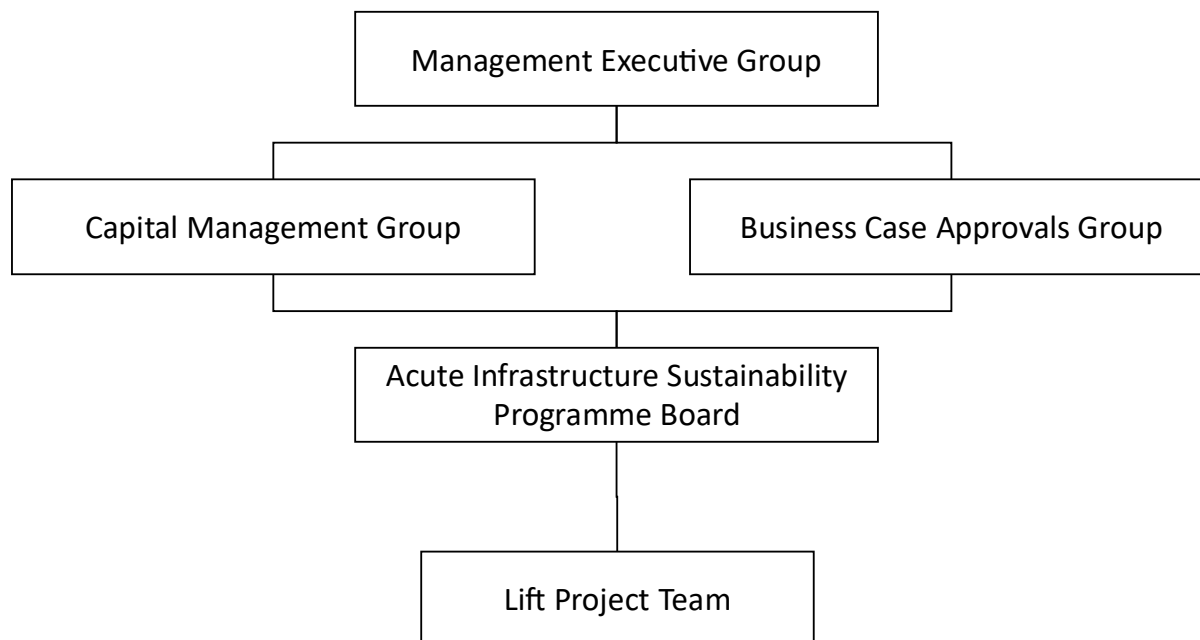 Management Executive Group
Capital Management Group
Business Case Approvals Group
Acute Infrastructure Sustainability
Programme Board
Lift Project Team